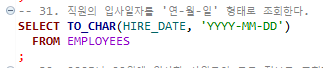 -- 31. 직원의 입사일자를 '연-월-일' 형태로 조회한다.
SELECT TO_CHAR(HIRE_DATE, 'YYYY-MM-DD')
FROM EMPLOYEES
;